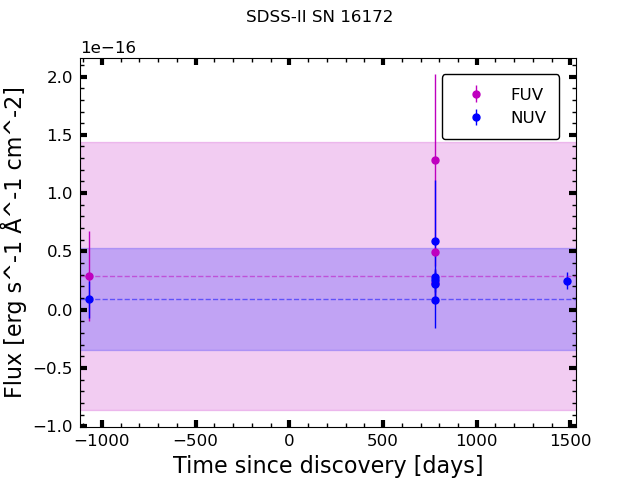 SDSS-II SN 16172
1e−16
2.0
1.5
1.0
0.5
0.0
−0.5
−1.0
Flux [erg s^-1 Å^-1 cm^-2]
FUV
NUV
−1000
−500
0
500
1000
1500
Time since discovery [days]